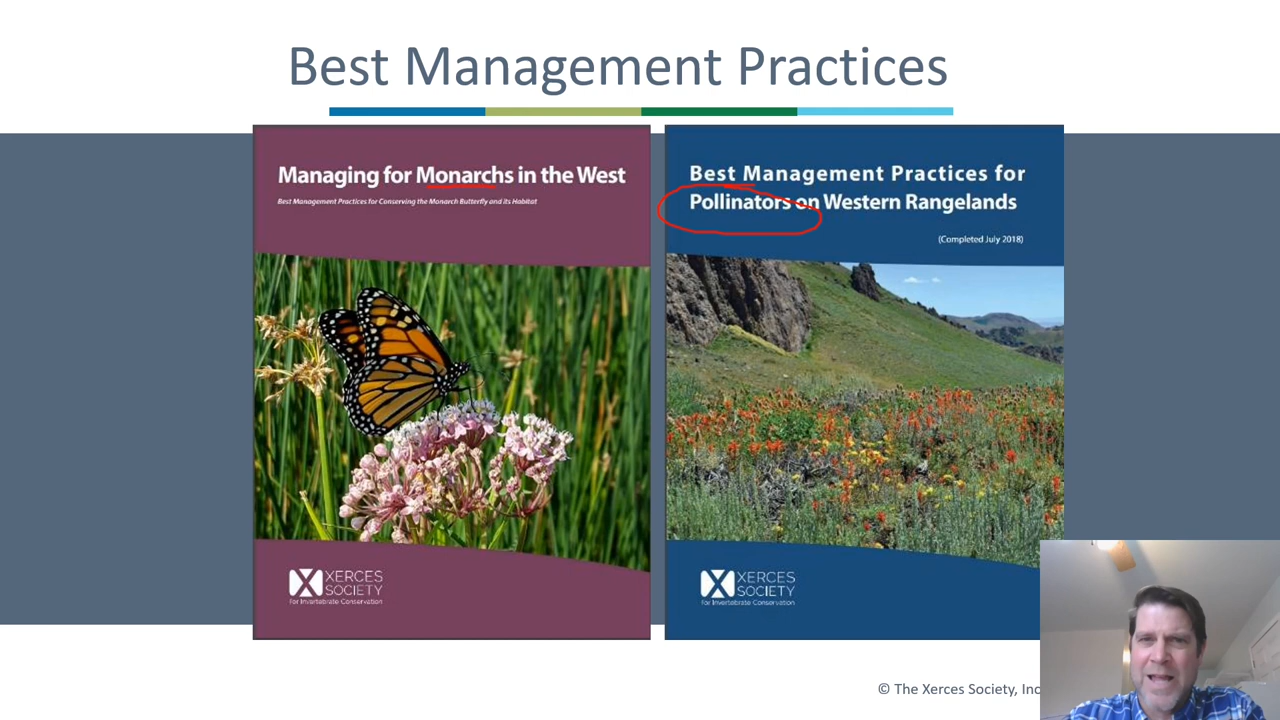 Best Management Practices
Managing for Monarchs in the West
Best Management Practices for Conserving the Monarch Butterfly and its Habitat
Best Management Practices for
Pollinators on Western Rangelands
(Completed July 2018)
XERCES
SOCIETY
For Invertebrate Conservation
XERCES
SOCIETY
For Invertebrate Conservation
© The Xerces Society, Inc